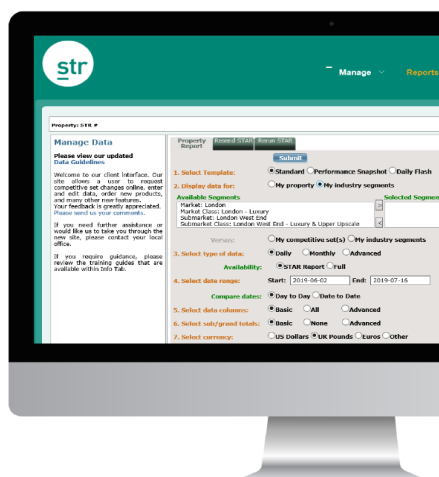 str
Manage
Reports
Property: STR #
Manage Data
Please view our updated
Data Guidelines
Welcome to our client interface. Our
site allows a user to request
competitive set changes online, enter
and edit data, order new products,
and many other new features.
Your feedback is greatly appreciated.
Please send us your comments.
If you need further assistance or
would like us to take you through the
new site, please contact your local
office.
If you require guidance, please
review the training guides that are
available within Info Tab.
Property Report
Resend STAR
Rerun STAR
Submit
1. Select Template: Standard Performance Snapshot Daily Flash
2. Display data for: My property My industry segments
Available Segments Selected Segmen
Market: London
Market Class: London - Luxury
Submarket: London West End
Submarket Class: London West End - Luxury & Upper Upscale
>
<
Versus: My competitive set(s) My industry segments
3. Select type of data: Daily Monthly Advanced
Availability: STAR Report Full
4. Select date range: Start: 2019-06-02 End: 2019-07-16
Compare dates: Day to Day Date to Date
5. Select data columns: Basic All Advanced
6. Select sub/grand totals: Basic None Advanced
7. Select currency: US Dollars UK Pounds Euros Other